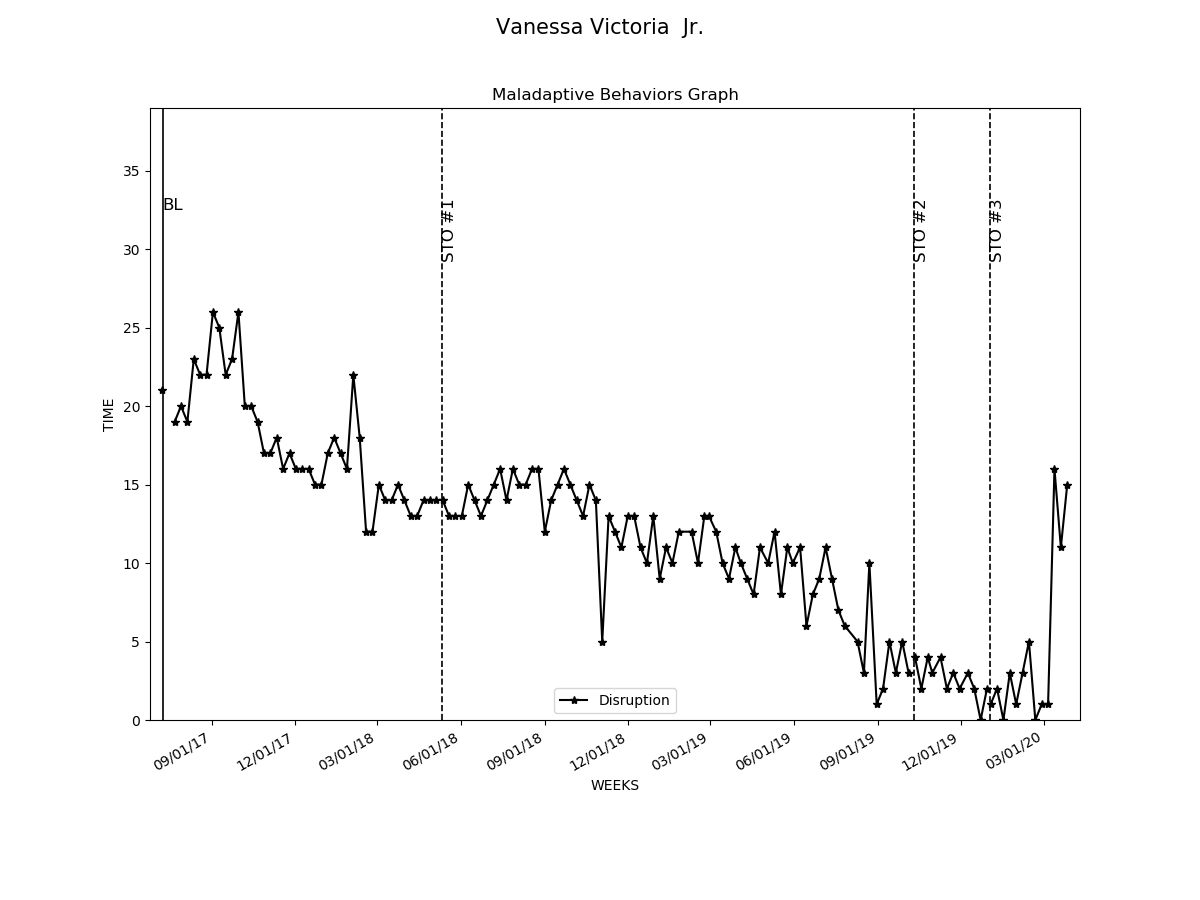 Vanessa Victoria  Jr.
Maladaptive Behaviors Graph
35
30
25
20
15
10
5
0
TIME
BL
STO #1
STO #2
STO #3
Disruption
09/01/17
12/01/17
03/01/18
06/01/18
09/01/18
12/01/18
03/01/19
06/01/19
09/01/19
12/01/19
03/01/20
WEEKS